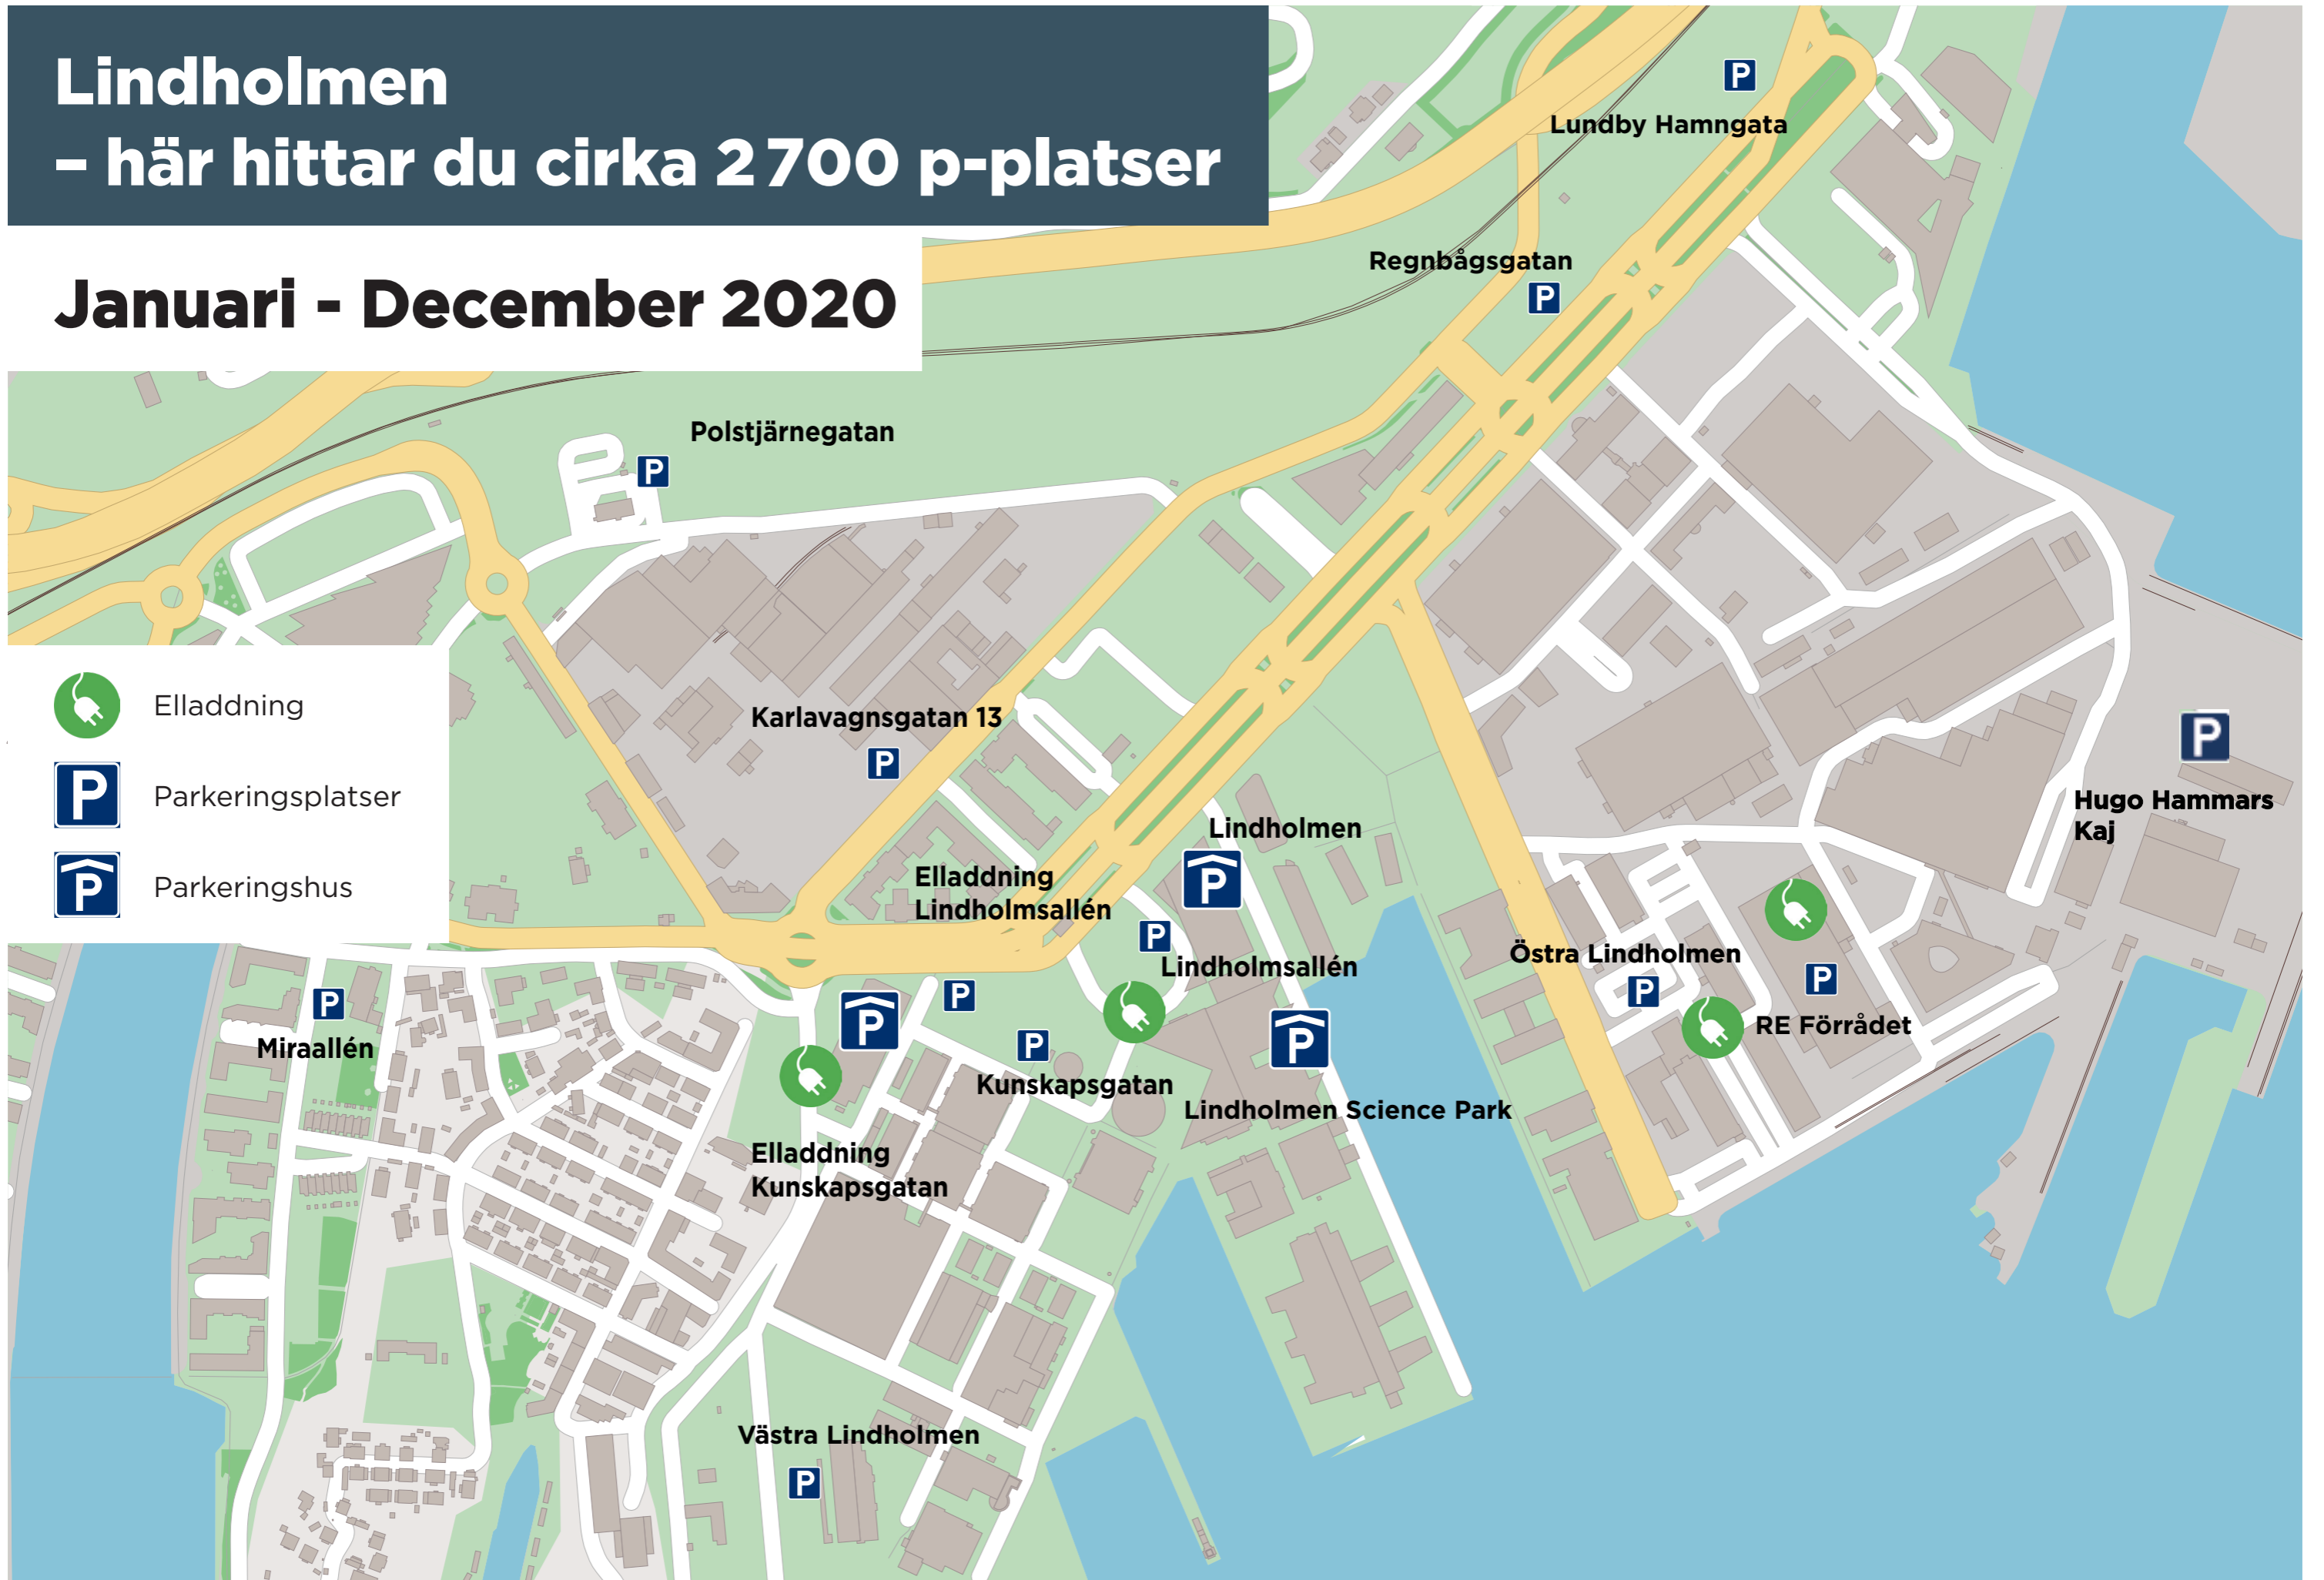 Lindholmen
– här hittar du cirka 2 700 p-platser
Januari - December 2020
P
Lundby Hamngata
Regnbågsgatan
P
Polstjärnegatan
P
Elladdning
P Parkeringsplatser
P Parkeringshus
Karlavagnsgatan 13
P
P
Hugo Hammars
Kaj
Lindholmen
P
Elladdning
Lindholmsallén
P
Lindholmsallén
Östra Lindholmen
P
P
RE Förrådet
P
Miraallén
P
P
P
Kunskapsgatan
P
Lindholmen Science Park
Elladdning
Kunskapsgatan
Västra Lindholmen
P